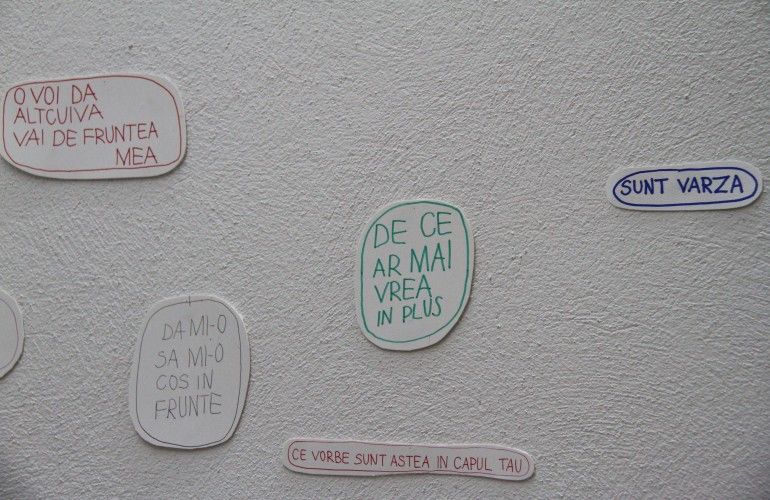 O VOI DA
ALTCUIVA
VAI DE FRUNTEA
MEA
SUNT VARZA
DE CE
AR MAI
VREA
IN PLUS
DA MI-O
SA MI-O
COS IN
FRUNTE
CE VORBE SUNT ASTEA IN CAPUL TAU